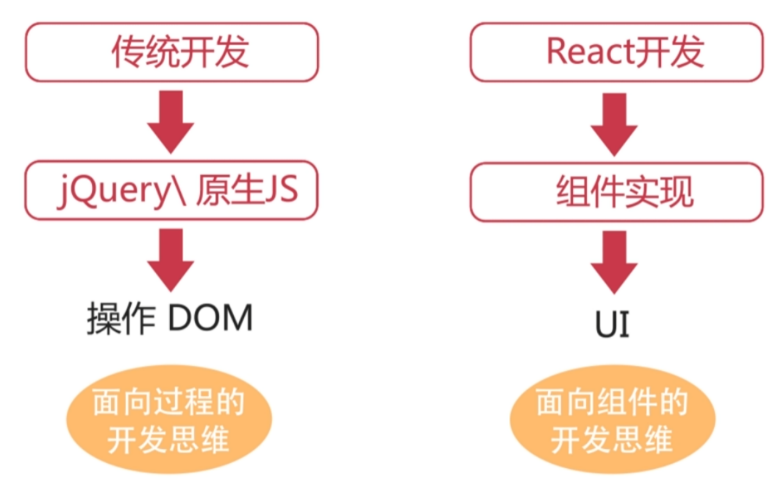 传统开发
jQuery\ 原生JS
操作 DOM
面向过程的
开发思维
React开发
组件实现
UI
面向组件的
开发思维